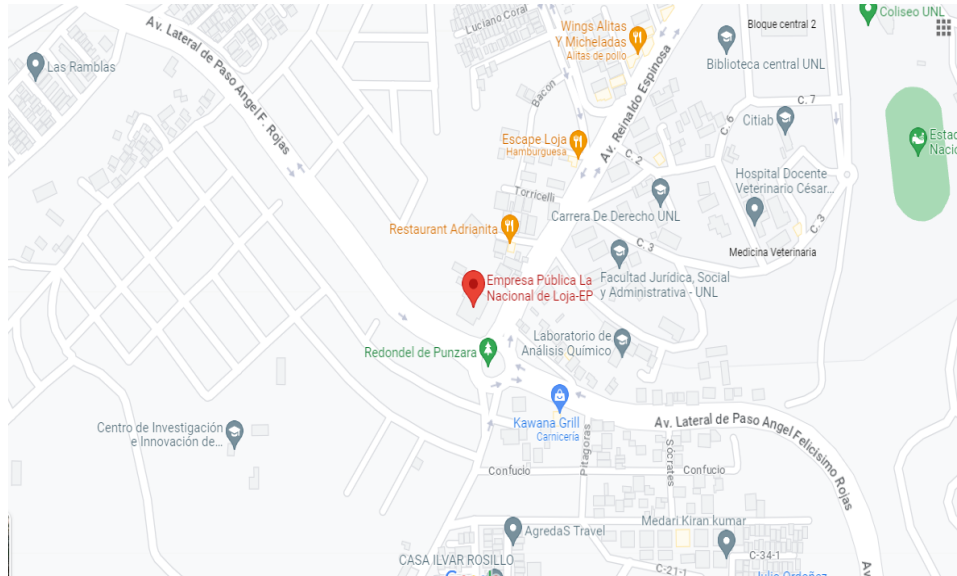 Luciano Coral
Av. Lateral de Paso Angel F. Rojas
Las Ramblas
Wings Alitas
Y Micheladas
Alitas de pollo
Bloque central 2
Coliseo UNL
Biblioteca central UNL
Av. Reinaldo Espinosa
Bacon
C. 7
C. 6
Citiab
Escape Loja
Hamburguesa
C. 2
Hospital Docente
Veterinario César...
Torricelli
Carrera De Derecho UNL
C. 3
Restaurant Adrianita
C. 3
Medicina Veterinaria
Empresa Pública La
Nacional de Loja-EP
Facultad Jurídica, Social
y Administrativa - UNL
Redondel de Punzara
Laboratorio de
Análisis Químico
Kawana Grill
Carnicería
Av. Lateral de Paso Angel Felicisimo Rojas
Centro de Investigación
e Innovación de...
Pitagoras
Sócrates
Confucio
Confucio
AgredaS Travel
Medari Kiran kumar
CASA ILVAR ROSILLO
C-34-1
C-21-1